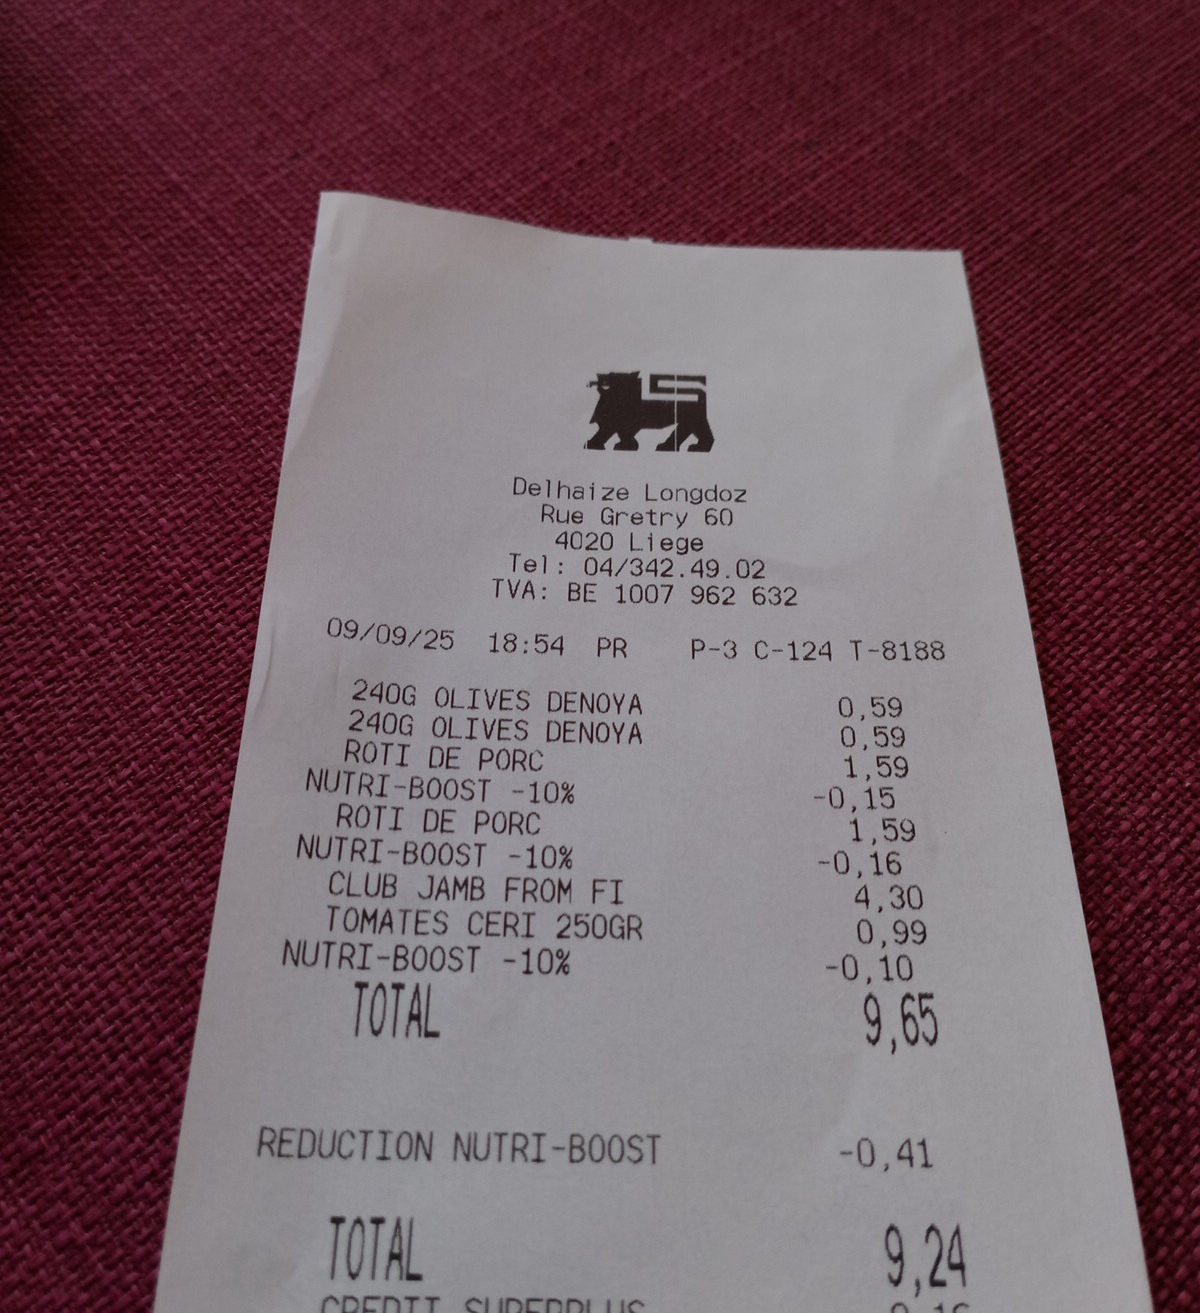 Delhaize Longdoz
Rue Gretry 60
4020 Liege
Tel: 04/342.49.02
TVA: BE 1007 962 632
09/09/25 18:54 PR P-3 C-124 T-8188
240G OLIVES DENOYA 0,59
240G OLIVES DENOYA 0,59
ROTI DE PORC 1,59
NUTRI-BOOST -10% -0,15
ROTI DE PORC 1,59
NUTRI-BOOST -10% -0,16
CLUB JAMB FROM FI 4,30
TOMATES CERI 250GR 0,99
NUTRI-BOOST -10% -0,10
TOTAL 9,65
REDUCTION NUTRI-BOOST -0,41
TOTAL 9,24
CREDIT SUPERPLUS